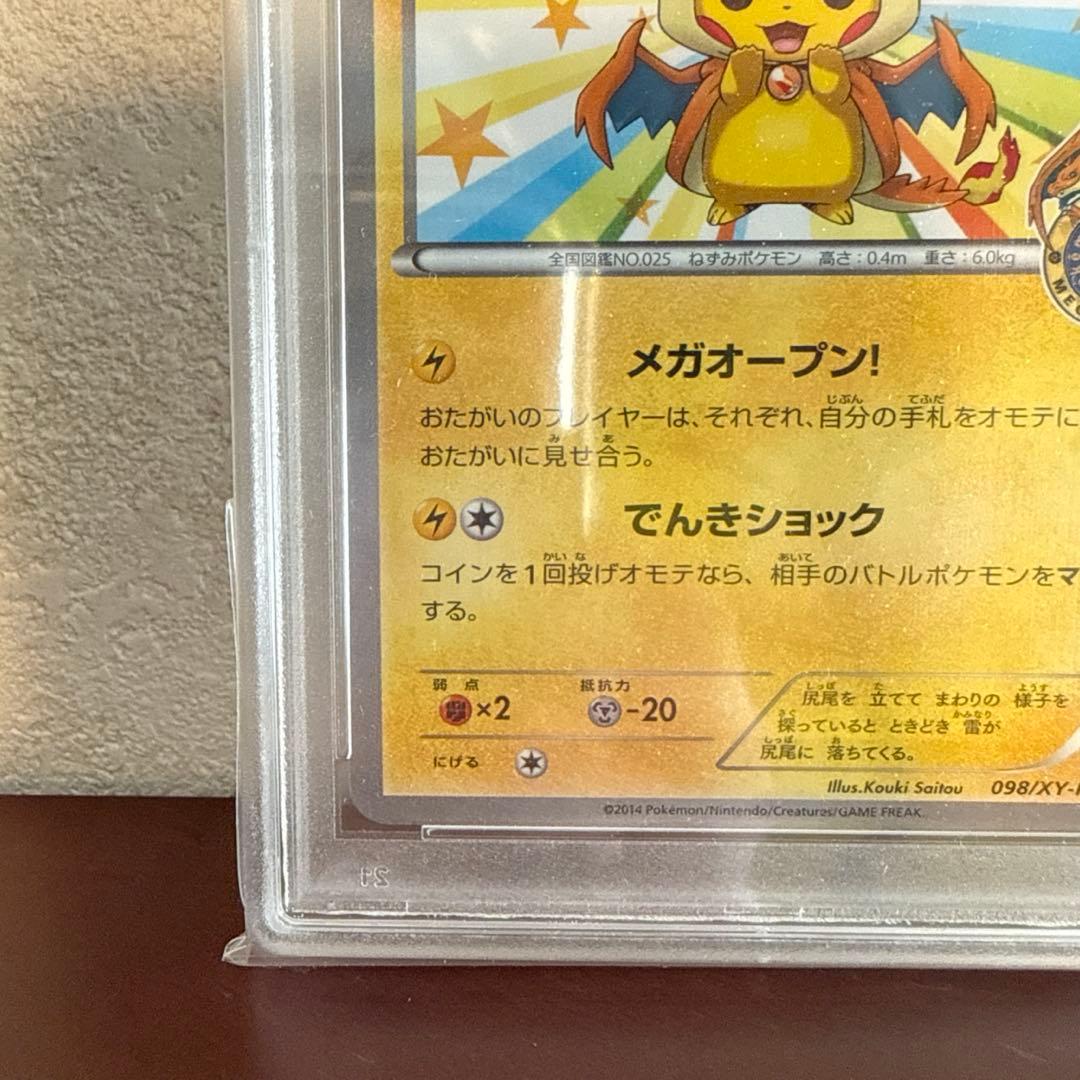 全国図鑑NO.025 ねずみポケモン 高さ:0.4m 重さ:6.0kg
メガオープン!
おたがいのプレイヤーは、それぞれ、自分の手札をオモテに
おたがいに見せ合う。
でんきショック
コインを1回投げオモテなら、相手のバトルポケモンをマ
する。
弱点 抵抗力
×2 -20
にげる
尻尾を 立てて まわりの 様子を
探っていると ときどき 雷が
尻尾に 落ちてくる。
Illus.Kouki Saitou 098/XY-
©2014 Pokémon/Nintendo/Creatures/GAME FREAK.